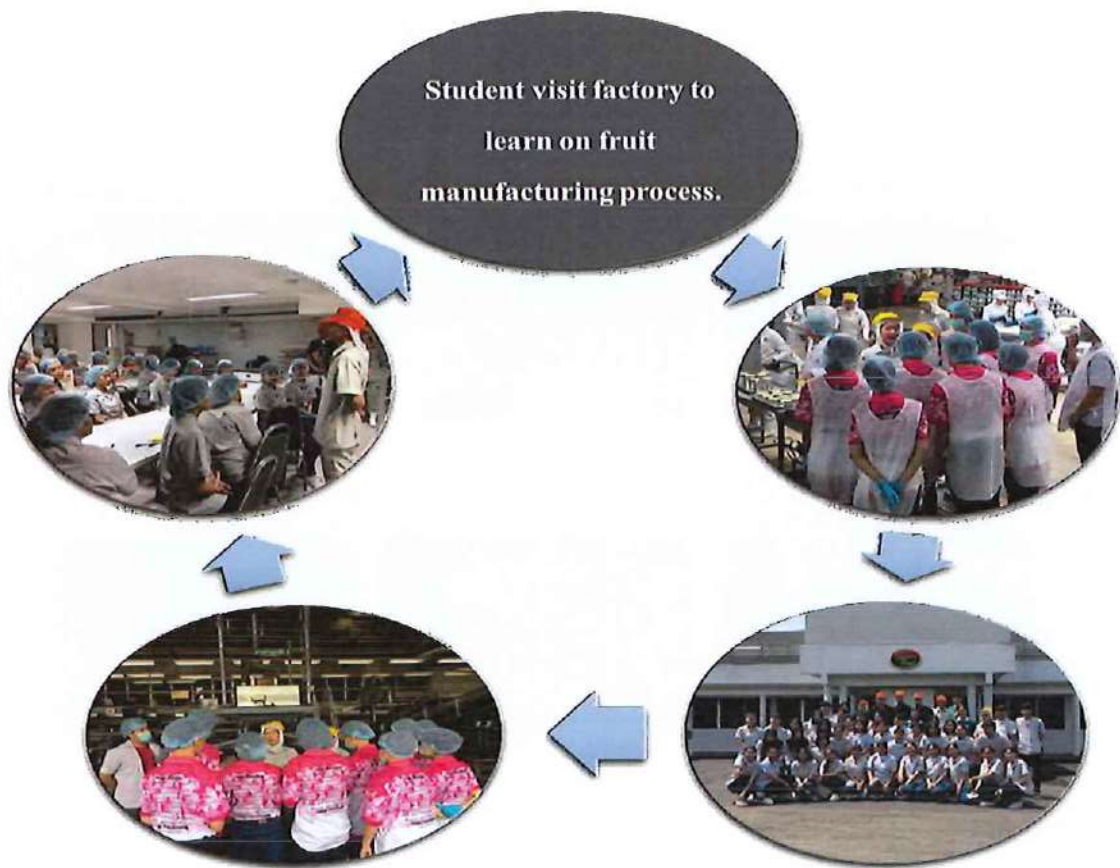 Student visit factory to
learn on fruit
manufacturing process.